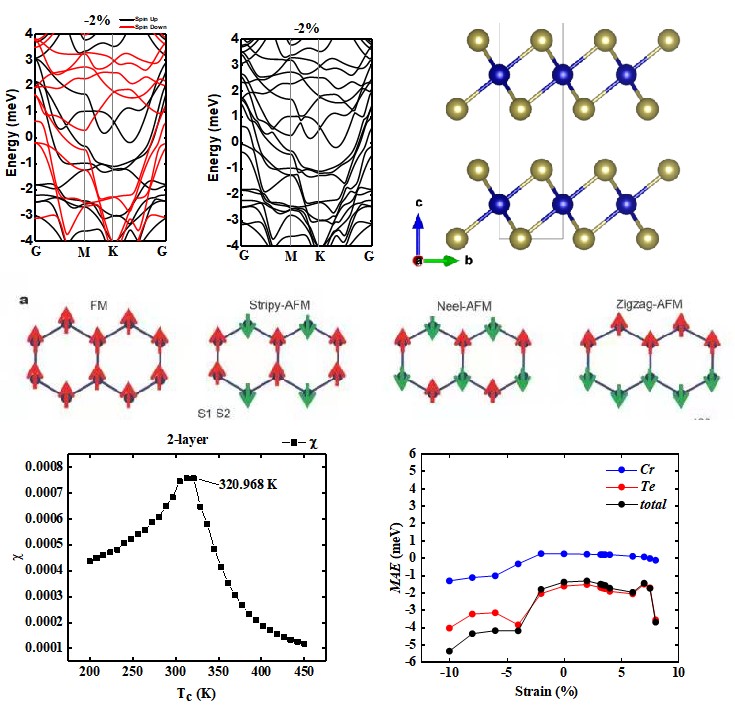 -2%
Spin Up
Spin Down
Energy (meV)
4
3
2
1
0
-1
-2
-3
-4
G M K G
-2%
Energy (meV)
4
3
2
1
0
-1
-2
-3
-4
G M K G
c
a b
a
FM
Stripy-AFM
Neel-AFM
Zigzag-AFM
S1 S2
2-layer
χ
320.968 K
χ
0.0008
0.0007
0.0006
0.0005
0.0004
0.0003
0.0002
0.0001
200 250 300 350 400 450
Tc (K)
MAE (meV)
6
5
4
3
2
1
0
-1
-2
-3
-4
-5
-6
Cr
Te
total
-10 -5 0 5 10
Strain (%)